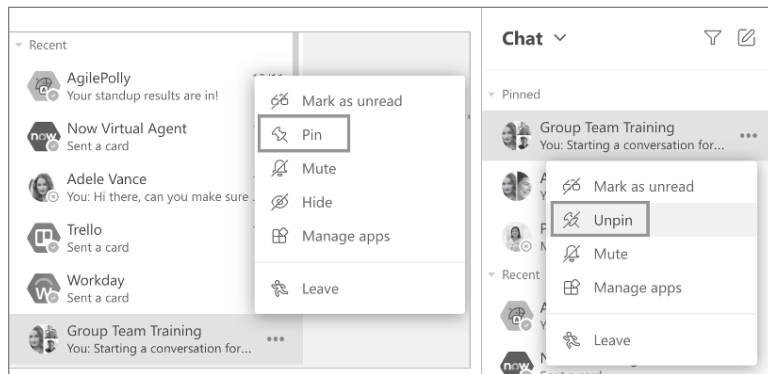 Recent
AgilePolly
Your standup results are in!
Now Virtual Agent
Sent a card
Adele Vance
You: Hi there, can you make sure
Trello
Sent a card
Workday
Sent a card
Group Team Training
You: Starting a conversation for...
Mark as unread
Pin
Mute
Hide
Manage apps
Leave
Chat
Pinned
Group Team Training
You: Starting a conversation for...
Mark as unread
Unpin
Mute
Manage apps
Leave
Recent
now
now